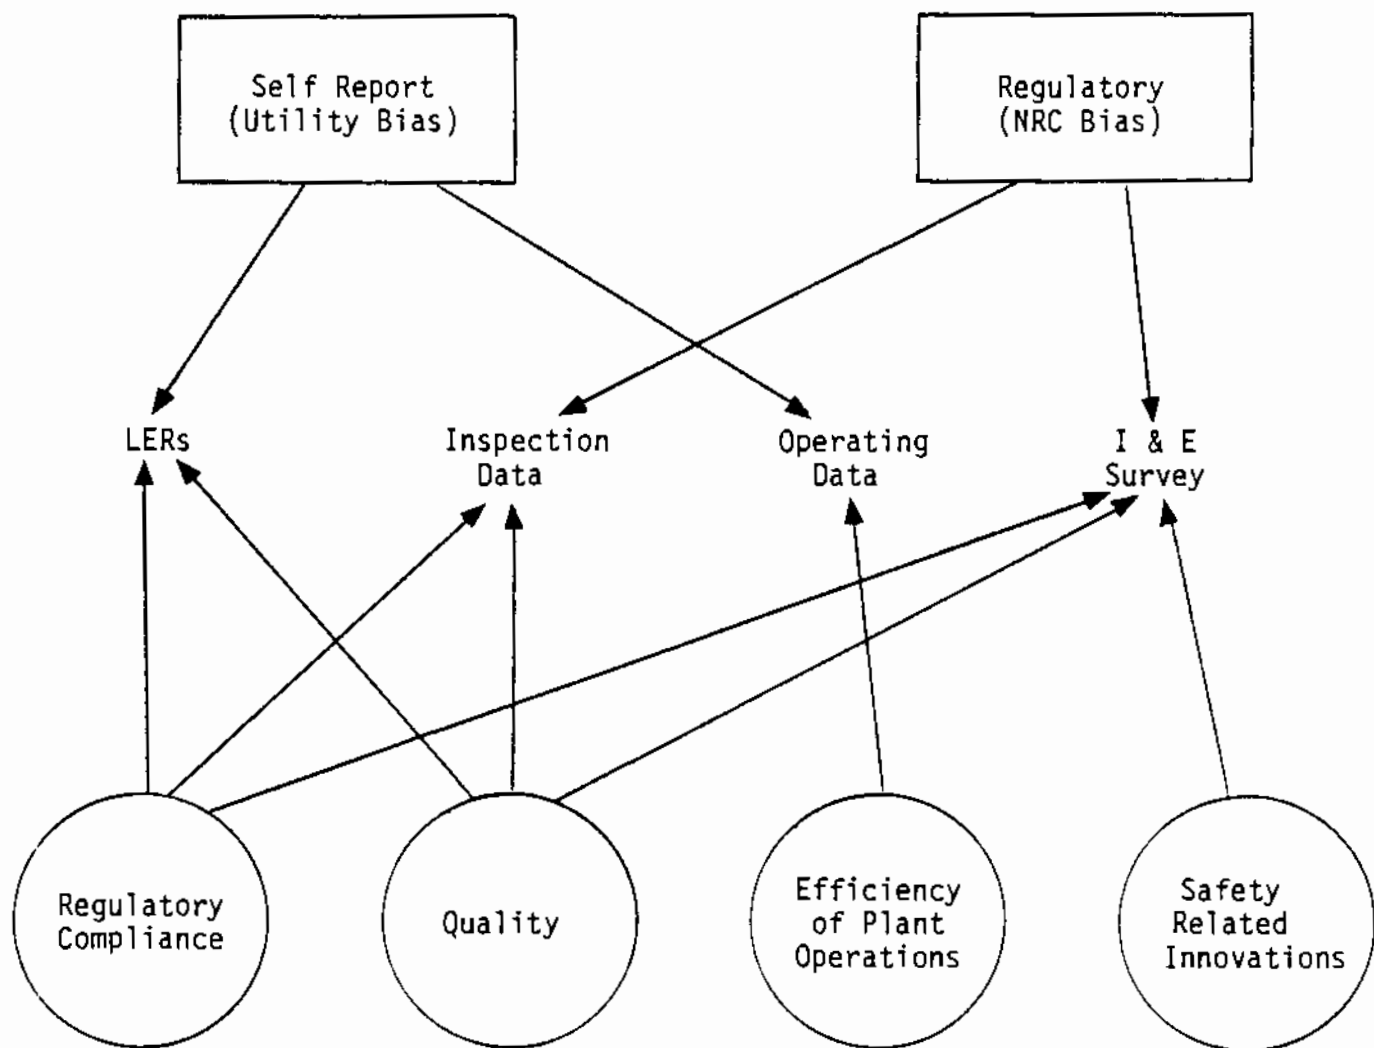 Self Report
(Utility Bias)
Regulatory
(NRC Bias)
LERs
Inspection
Data
Operating
Data
I & E
Survey
Regulatory
Compliance
Quality
Efficiency
of Plant
Operations
Safety
Related
Innovations